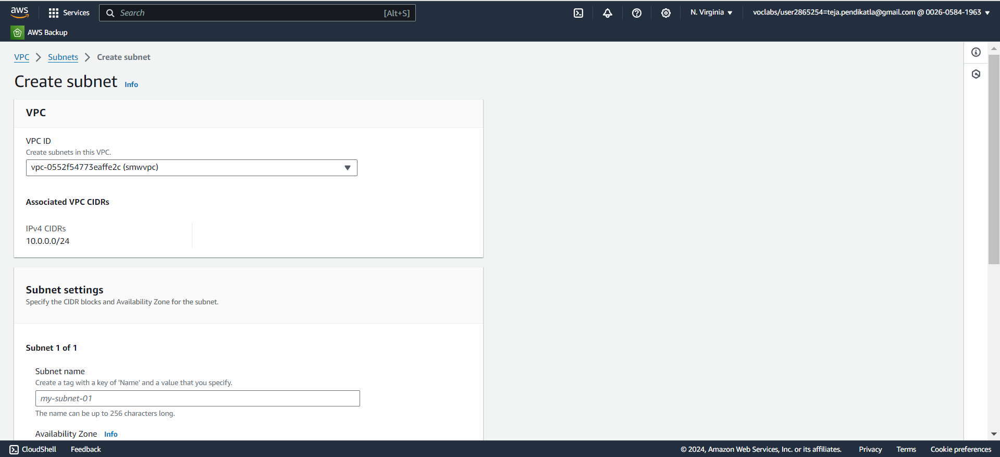 aws Services Search [Alt+S] N. Virginia voclabs/user2865254=teja.pendikatla@gmail.com @ 0026-0584-1963
AWS Backup
VPC Subnets Create subnet
Create subnet Info
VPC
VPC ID
Create subnets in this VPC.
vpc-0552f54773eaffe2c (smwvpc)
Associated VPC CIDRs
IPv4 CIDRs
10.0.0.0/24
Subnet settings
Specify the CIDR blocks and Availability Zone for the subnet.
Subnet 1 of 1
Subnet name
Create a tag with a key of 'Name' and a value that you specify.
my-subnet-01
The name can be up to 256 characters long.
Availability Zone Info
CloudShell Feedback © 2024, Amazon Web Services, Inc. or its affiliates. Privacy Terms Cookie preferences